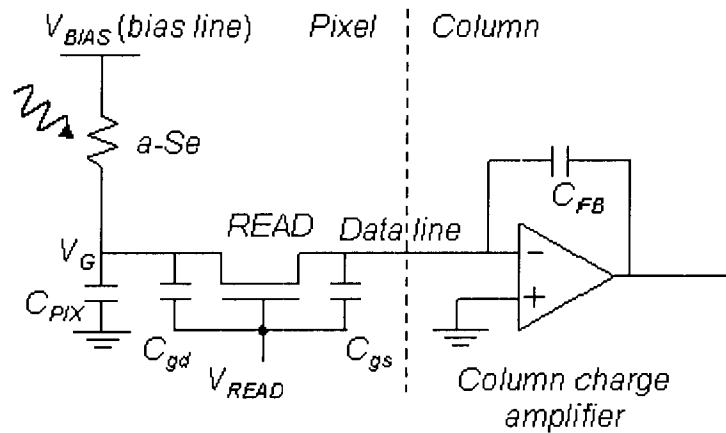 V_BIAS (bias line) Pixel Column
a-Se
C_FB
READ Data line
V_G
C_PIX
C_gd C_gs
V_READ
Column charge
amplifier
− +